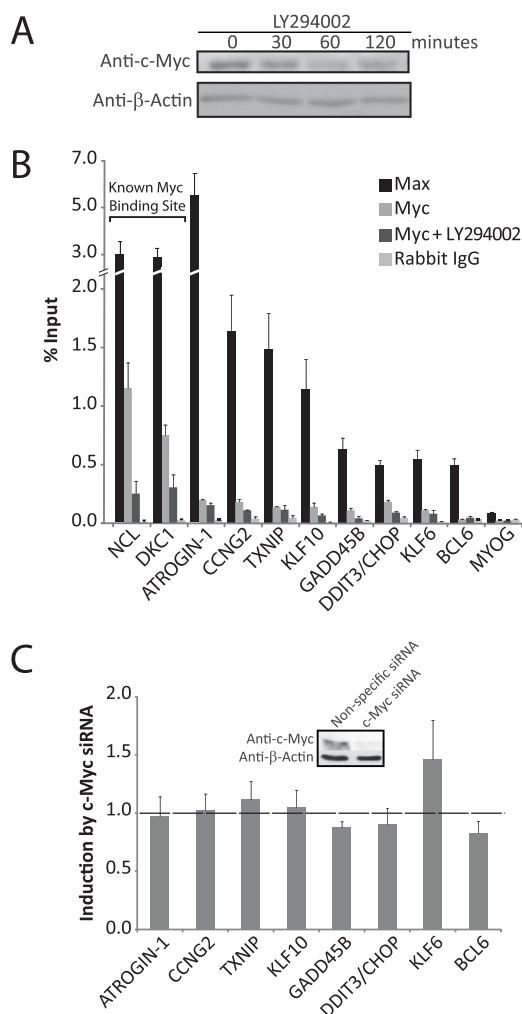 A
LY294002
0 30 60 120 minutes
Anti-c-Myc
Anti-β-Actin
B
7.0
5.0
3.0
2.0
1.5
1.0
0.5
0.0
% Input
Known Myc
Binding Site
Max
Myc
Myc + LY294002
Rabbit IgG
NCL
DKC1
ATROGIN-1
CCNG2
TXNIP
KLF10
GADD45B
DDIT3/CHOP
KLF6
BCL6
MYOG
C
2.0
1.5
1.0
0.5
0.0
Induction by c-Myc siRNA
Non-specific siRNA
c-Myc siRNA
Anti-c-Myc
Anti-β-Actin
ATROGIN-1
CCNG2
TXNIP
KLF10
GADD45B
DDIT3/CHOP
KLF6
BCL6